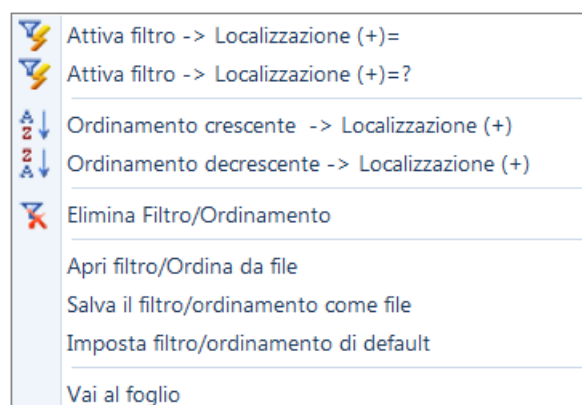 Attiva filtro -> Localizzazione (+)=
Attiva filtro -> Localizzazione (+)=?
Ordinamento crescente -> Localizzazione (+)
Ordinamento decrescente -> Localizzazione (+)
Elimina Filtro/Ordinamento
Apri filtro/Ordina da file
Salva il filtro/ordinamento come file
Imposta filtro/ordinamento di default
Vai al foglio